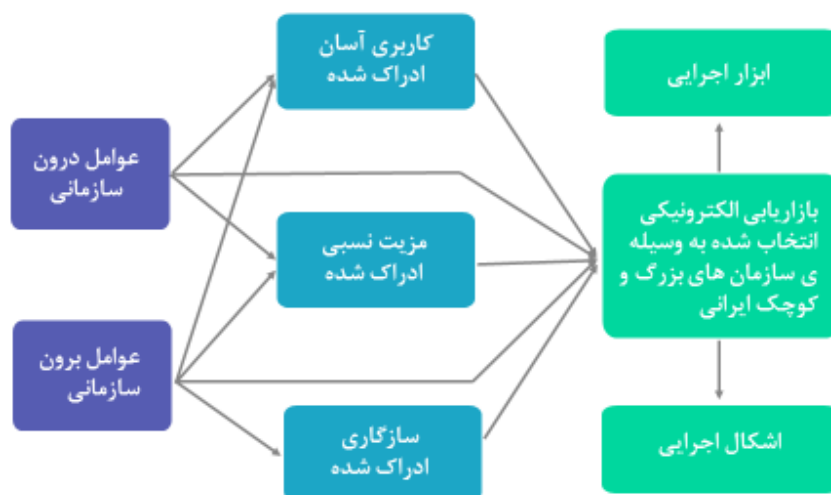 کاربری آسان
ادراک شده
ابزار اجرایی
عوامل درون
سازمانی
مزیت نسبی
ادراک شده
بازاریابی الکترونیکی
انتخاب شده به وسیله
ی سازمان های بزرگ و
کوچک ایرانی
عوامل برون
سازمانی
سازگاری
ادراک شده
اشکال اجرایی